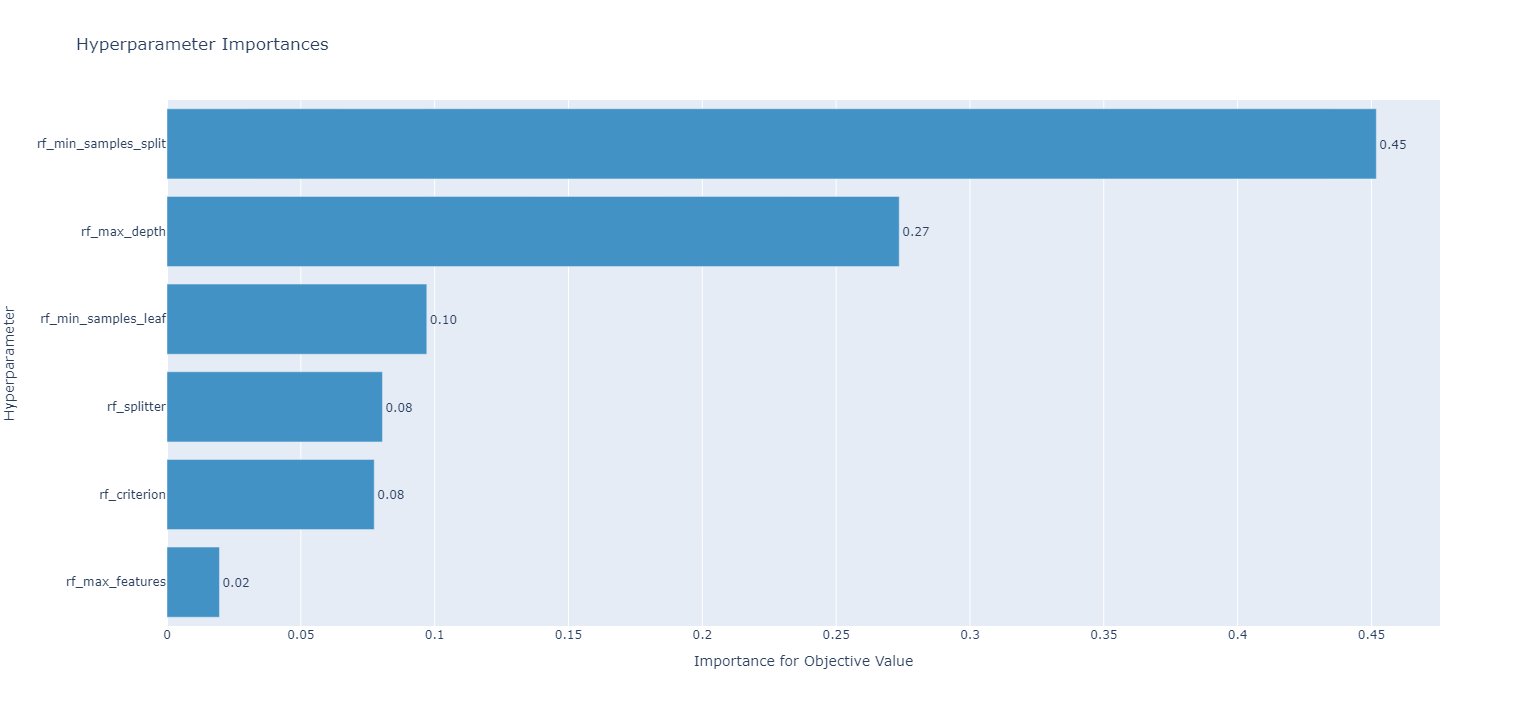 Hyperparameter Importances
Hyperparameter
rf_min_samples_split
0.45
rf_max_depth
0.27
rf_min_samples_leaf
0.10
rf_splitter
0.08
rf_criterion
0.08
rf_max_features
0.02
0 0.05 0.1 0.15 0.2 0.25 0.3 0.35 0.4 0.45
Importance for Objective Value